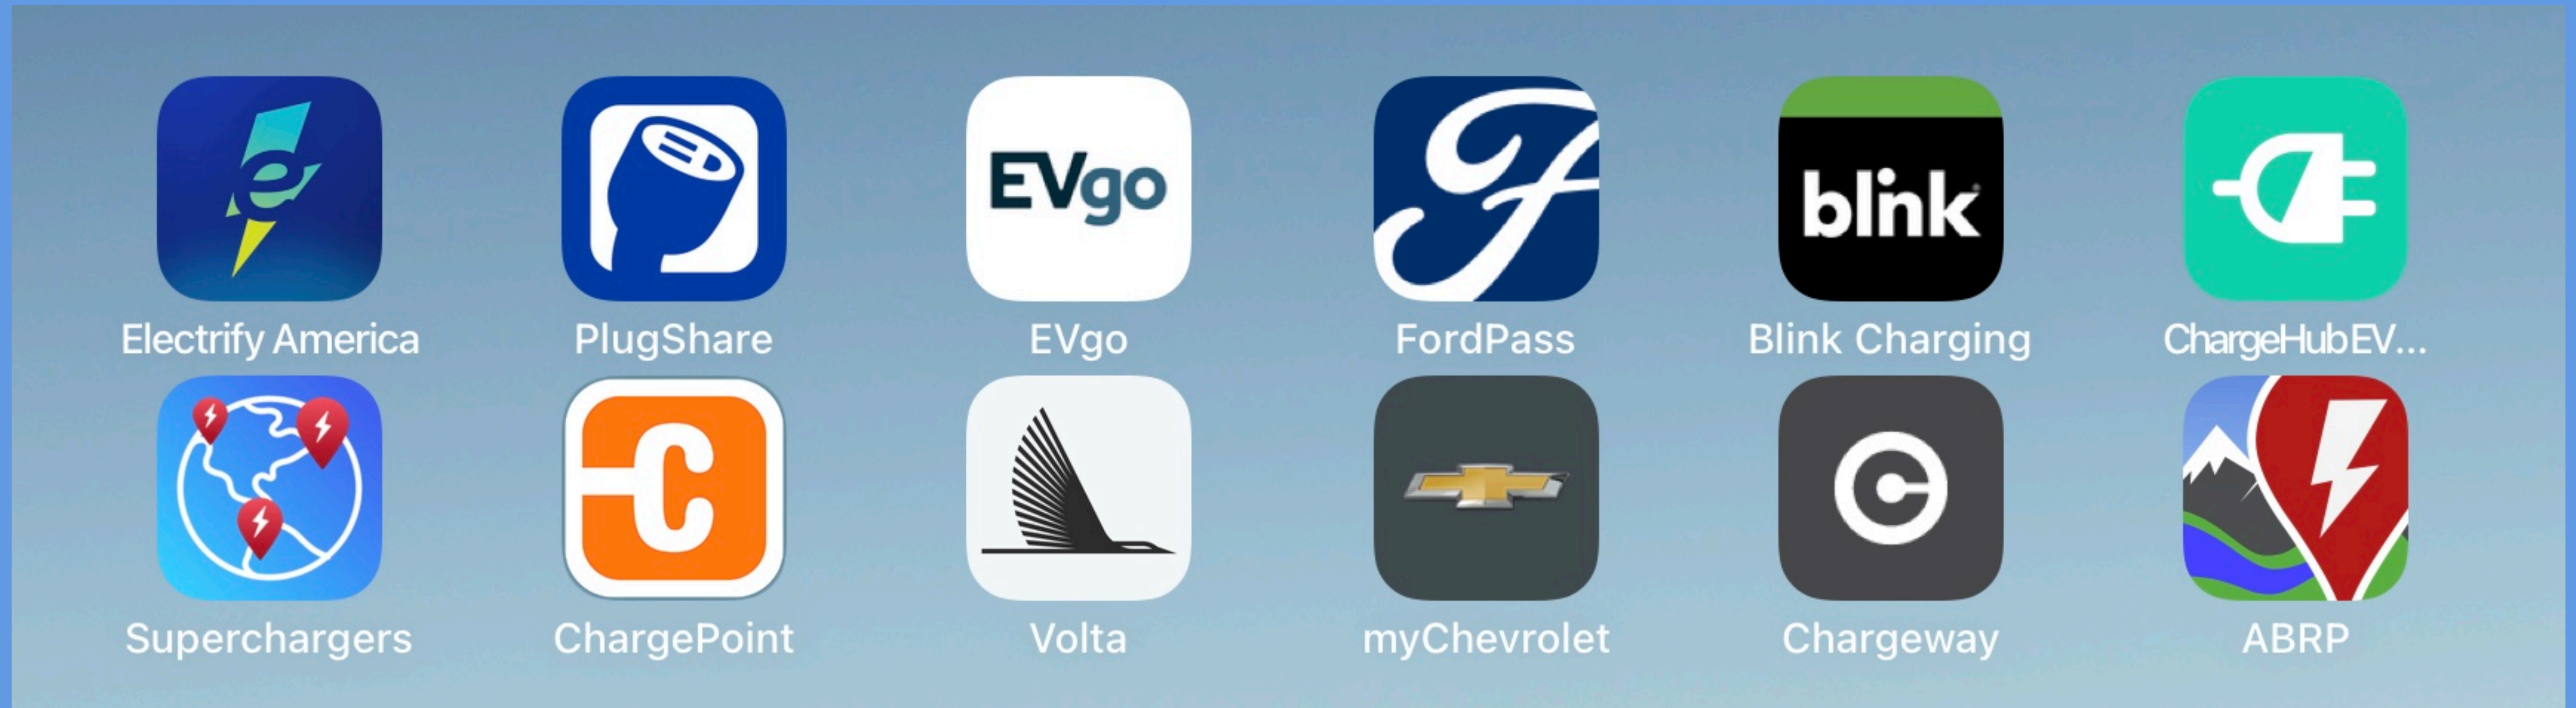 EVgo
blink
Electrify America
PlugShare
EVgo
FordPass
Blink Charging
ChargeHubEV...
Superchargers
ChargePoint
Volta
myChevrolet
Chargeway
ABRP